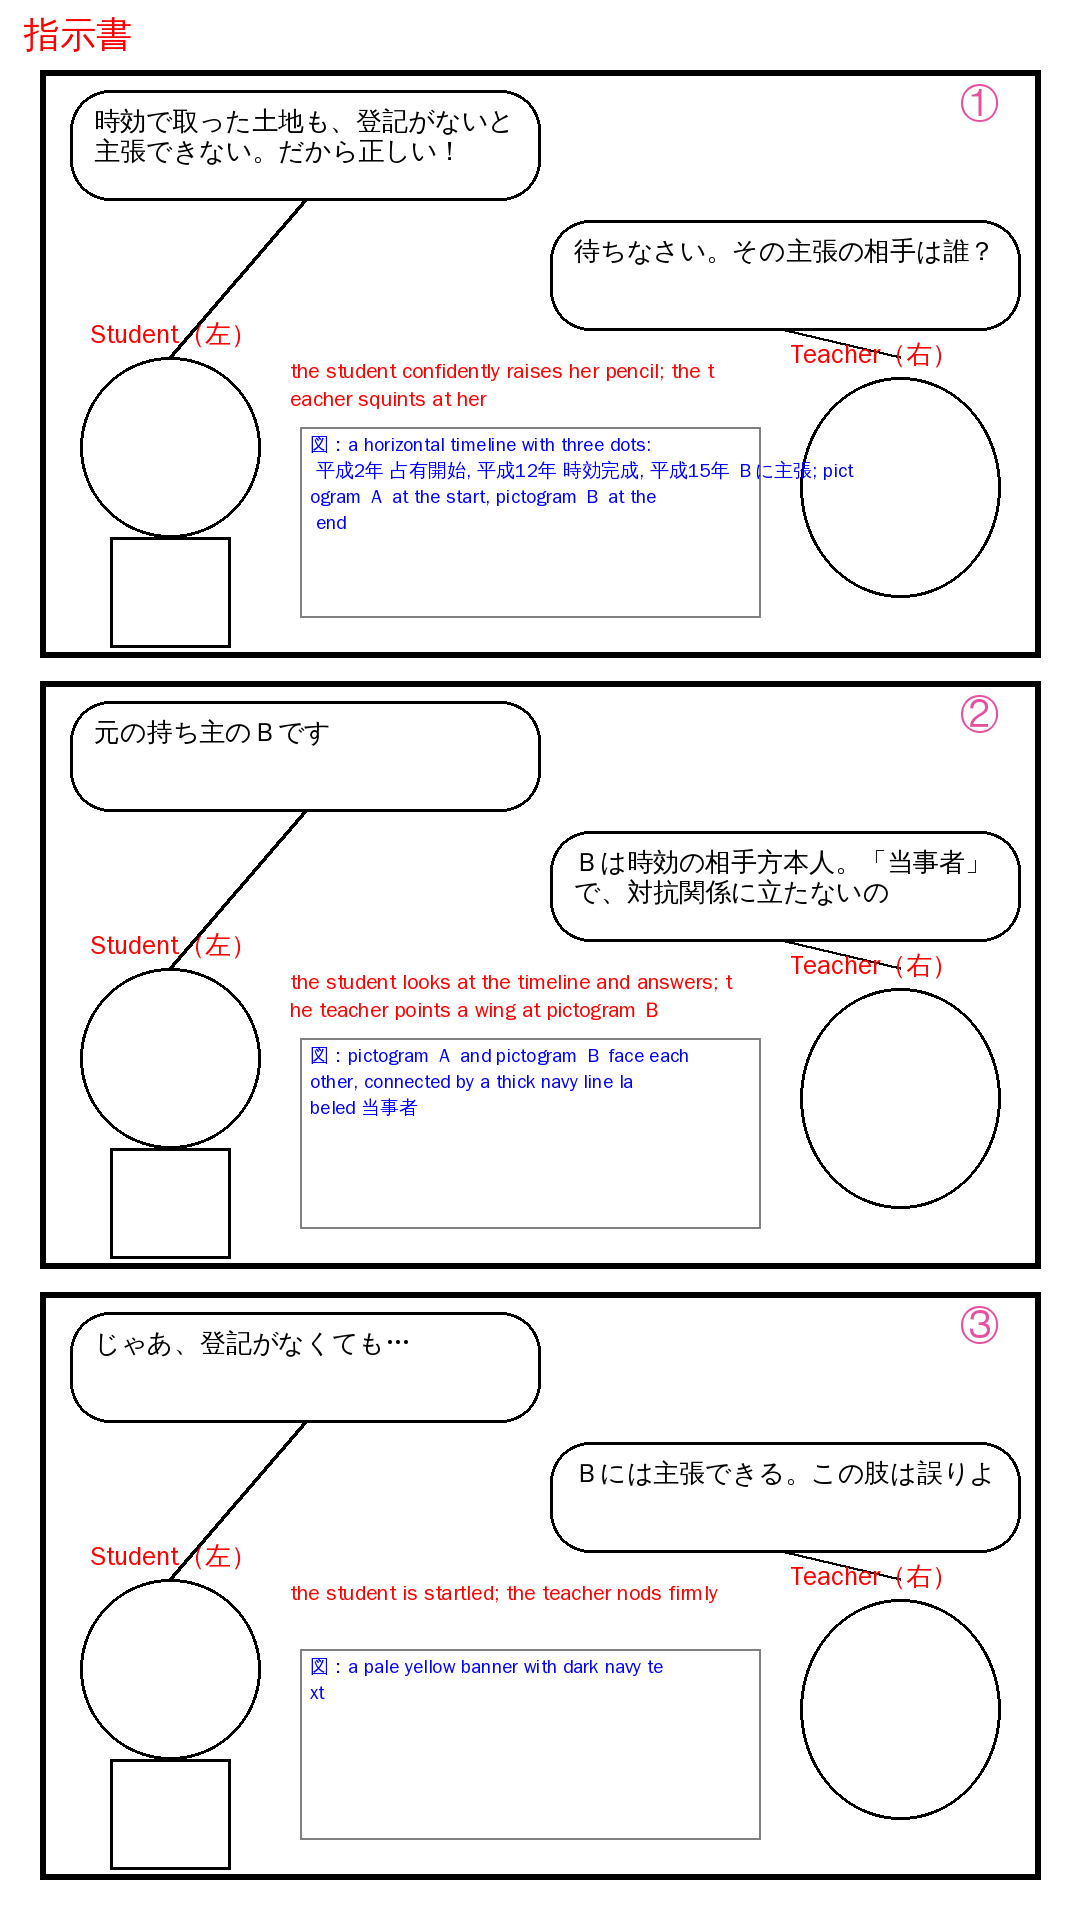 指示書
①
時効で取った土地も、登記がないと
主張できない。だから正しい！
待ちなさい。その主張の相手は誰？
Student（左）
Teacher（右）
the student confidently raises her pencil; the t
eacher squints at her
図：a horizontal timeline with three dots:
平成2年 占有開始, 平成12年 時効完成, 平成15年 Ｂに主張; pict
ogram Ａ at the start, pictogram Ｂ at the
end
②
元の持ち主のＢです
Ｂは時効の相手方本人。「当事者」
で、対抗関係に立たないの
Student（左）
Teacher（右）
the student looks at the timeline and answers; t
he teacher points a wing at pictogram Ｂ
図：pictogram Ａ and pictogram Ｂ face each
other, connected by a thick navy line la
beled 当事者
③
じゃあ、登記がなくても…
Ｂには主張できる。この肢は誤りよ
Student（左）
Teacher（右）
the student is startled; the teacher nods firmly
図：a pale yellow banner with dark navy te
xt